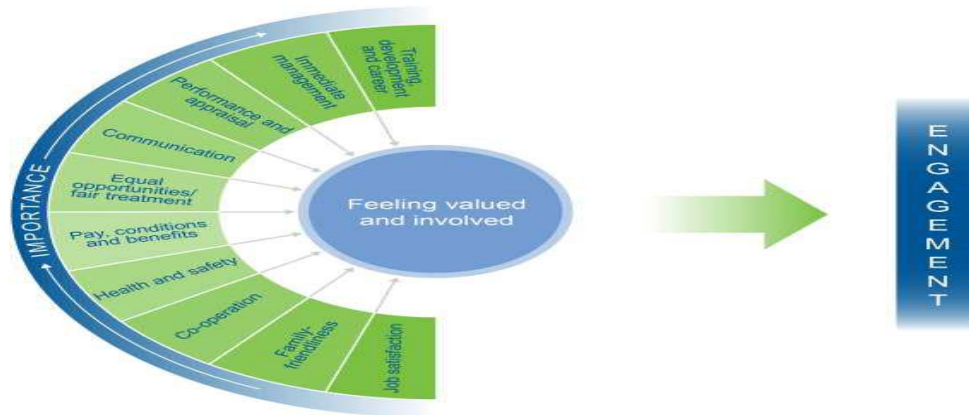 Training,
development
and career
Immediate
management
Performance and
appraisal
Communication
Equal
opportunities/
fair treatment
Pay, conditions
and benefits
Health and safety
Co-operation
Family-
friendliness
Job satisfaction
IMPORTANCE
Feeling valued
and involved
ENGAGEMENT